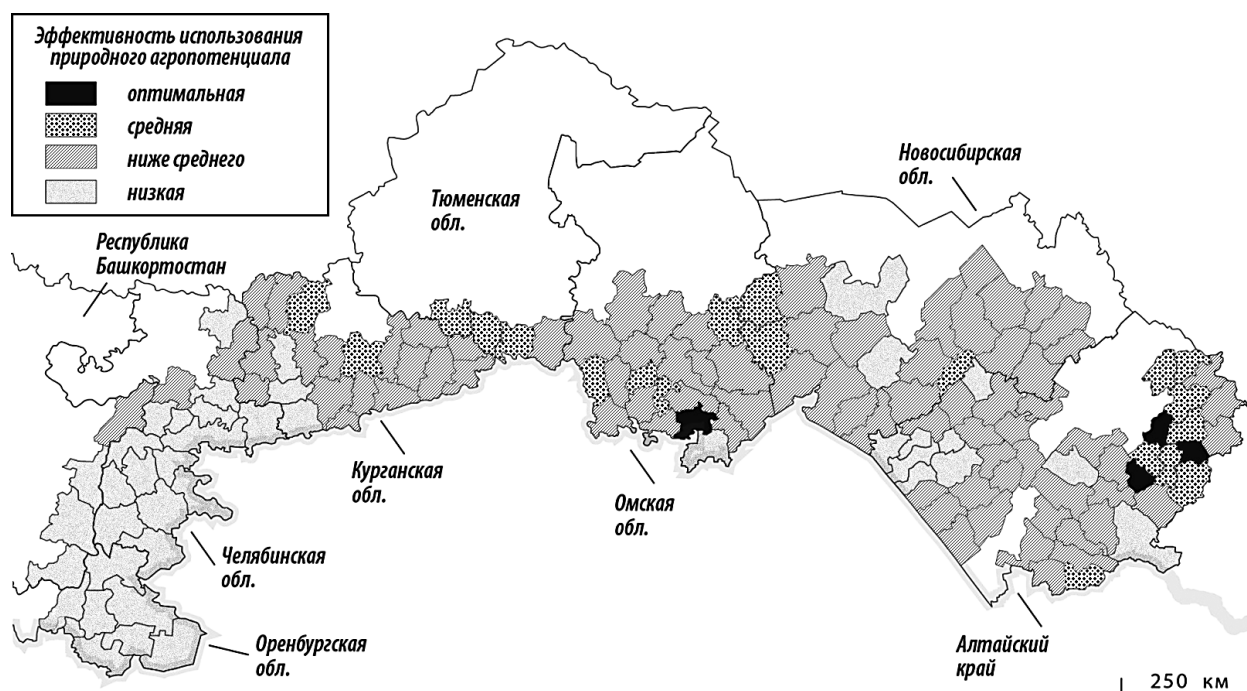 Эффективность использования
природного агропотенциала
оптимальная
средняя
ниже среднего
низкая
Республика
Башкортостан
Тюменская
обл.
Новосибирская
обл.
Курганская
обл.
Омская
обл.
Челябинская
обл.
Оренбургская
обл.
Алтайский
край
250 км